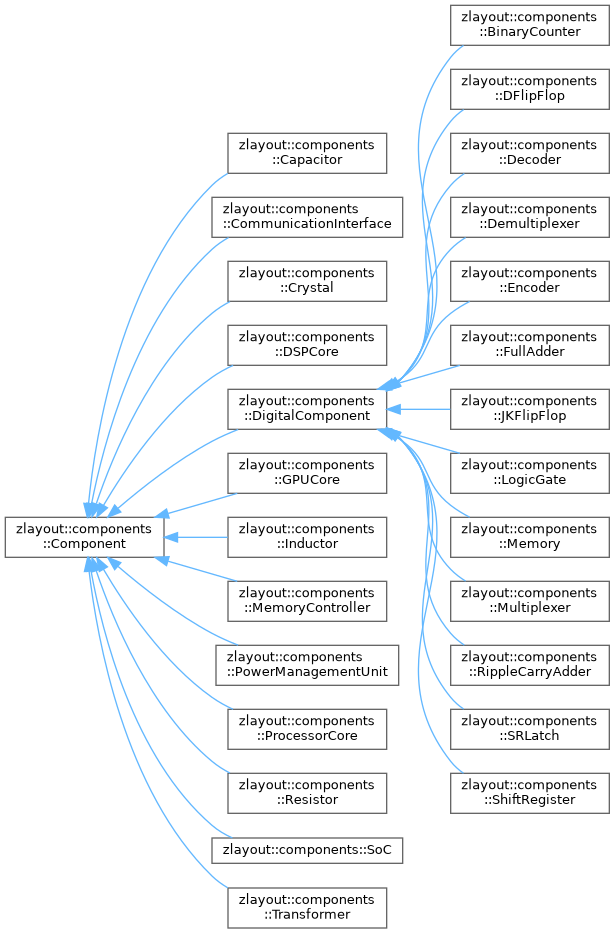 zlayout::components
::Component
zlayout::components
::Capacitor
zlayout::components
::CommunicationInterface
zlayout::components
::Crystal
zlayout::components
::DSPCore
zlayout::components
::DigitalComponent
zlayout::components
::GPUCore
zlayout::components
::Inductor
zlayout::components
::MemoryController
zlayout::components
::PowerManagementUnit
zlayout::components
::ProcessorCore
zlayout::components
::Resistor
zlayout::components::SoC
zlayout::components
::Transformer
zlayout::components
::BinaryCounter
zlayout::components
::DFlipFlop
zlayout::components
::Decoder
zlayout::components
::Demultiplexer
zlayout::components
::Encoder
zlayout::components
::FullAdder
zlayout::components
::JKFlipFlop
zlayout::components
::LogicGate
zlayout::components
::Memory
zlayout::components
::Multiplexer
zlayout::components
::RippleCarryAdder
zlayout::components
::SRLatch
zlayout::components
::ShiftRegister